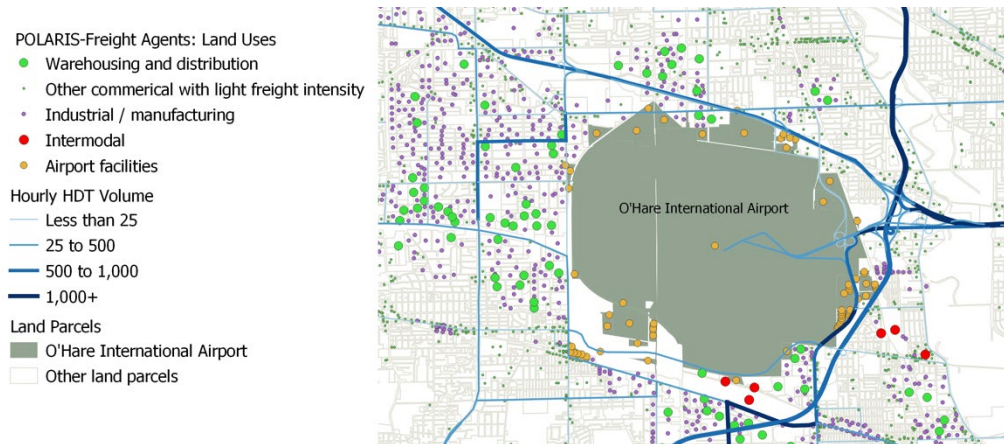 POLARIS-Freight Agents: Land Uses
Warehousing and distribution
Other commerical with light freight intensity
Industrial / manufacturing
Intermodal
Airport facilities
Hourly HDT Volume
Less than 25
25 to 500
500 to 1,000
1,000+
Land Parcels
O'Hare International Airport
Other land parcels
O'Hare International Airport